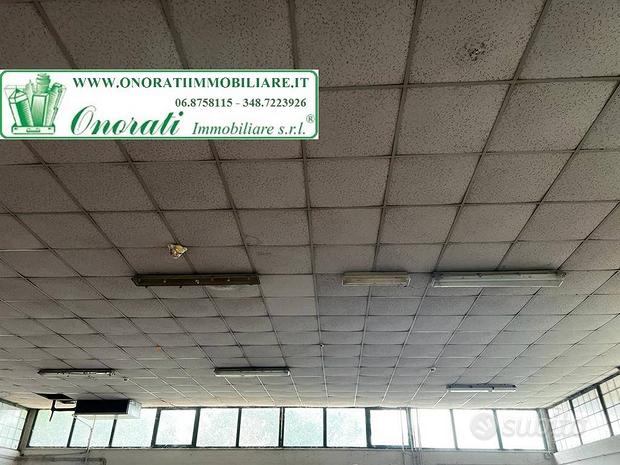 WWW.ONORATIIMMOBILIARE.IT
06.8758115 - 348.7223926
Onorati Immobiliare s.r.l.®
subito